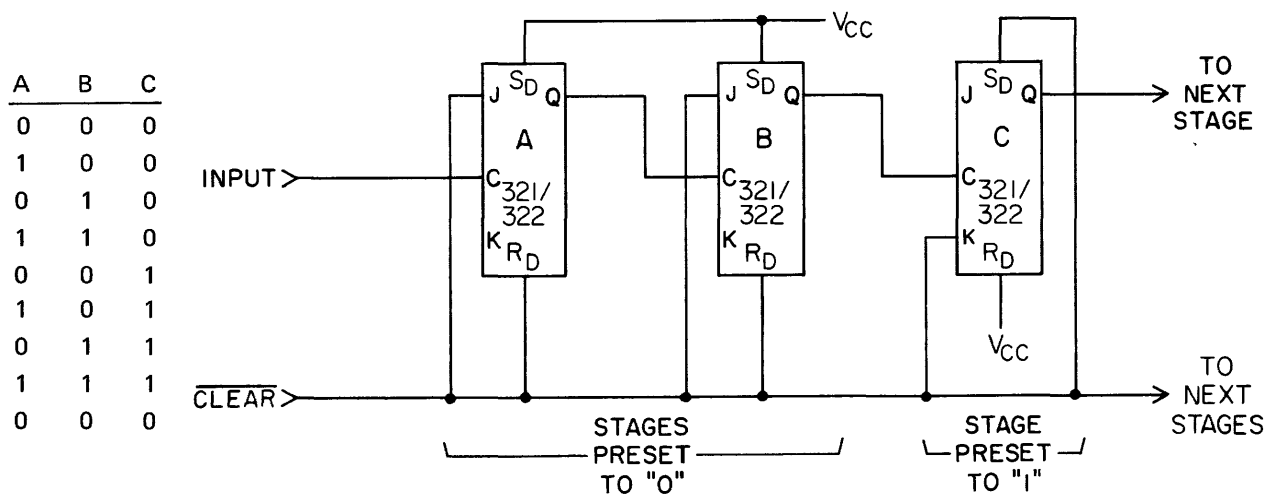 A B C
0 0 0
1 0 0
0 1 0
1 1 0
0 0 1
1 0 1
0 1 1
1 1 1
0 0 0
INPUT
CLEAR
VCC
SD
J Q
A
C
321/
322
K
RD
SD
J Q
B
C
321/
322
K
RD
SD
J Q
C
C
321/
322
K
RD
VCC
TO
NEXT
STAGE
TO
NEXT
STAGES
STAGES
PRESET
TO "0"
STAGE
PRESET
TO "1"